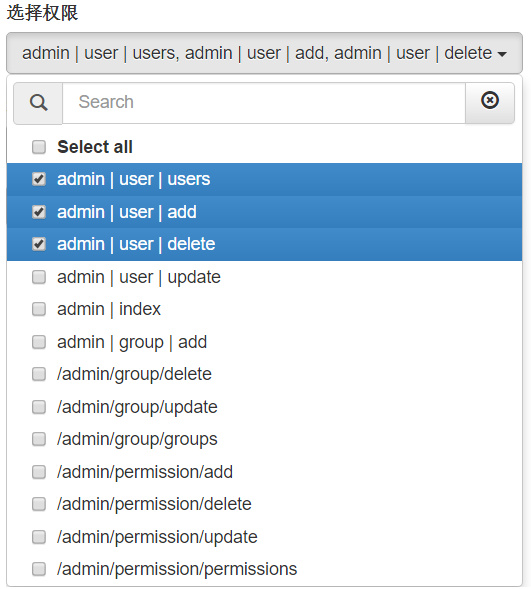 选择权限
admin | user | users, admin | user | add, admin | user | delete
Search
Select all
admin | user | users
admin | user | add
admin | user | delete
admin | user | update
admin | index
admin | group | add
/admin/group/delete
/admin/group/update
/admin/group/groups
/admin/permission/add
/admin/permission/delete
/admin/permission/update
/admin/permission/permissions